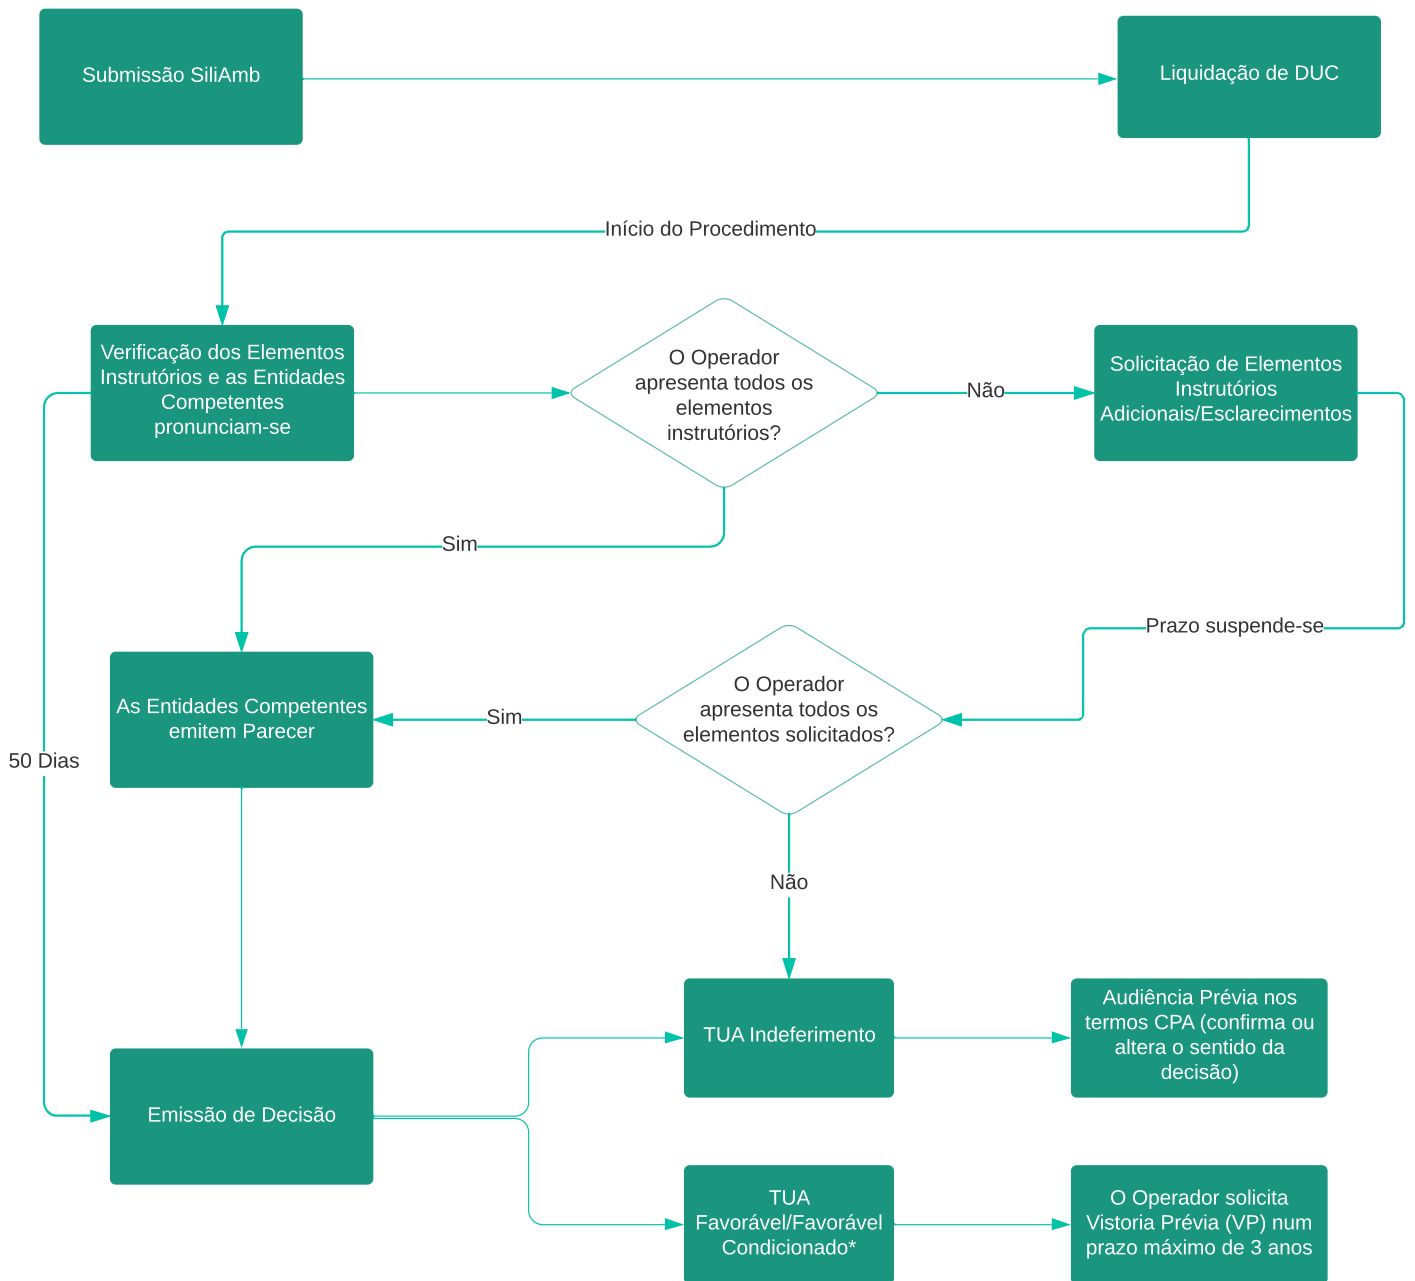 Submissão SiliAmb
Liquidação de DUC
Início do Procedimento
Verificação dos Elementos
Instrutórios e as Entidades
Competentes
pronunciam-se
O Operador
apresenta todos os
elementos
instrutórios?
Não
Solicitação de Elementos
Instrutórios
Adicionais/Esclarecimentos
Sim
Prazo suspende-se
As Entidades Competentes
emitem Parecer
Sim
O Operador
apresenta todos os
elementos solicitados?
50 Dias
Não
TUA Indeferimento
Audiência Prévia nos
termos CPA (confirma ou
altera o sentido da
decisão)
Emissão de Decisão
TUA
Favorável/Favorável
Condicionado*
O Operador solicita
Vistoria Prévia (VP) num
prazo máximo de 3 anos